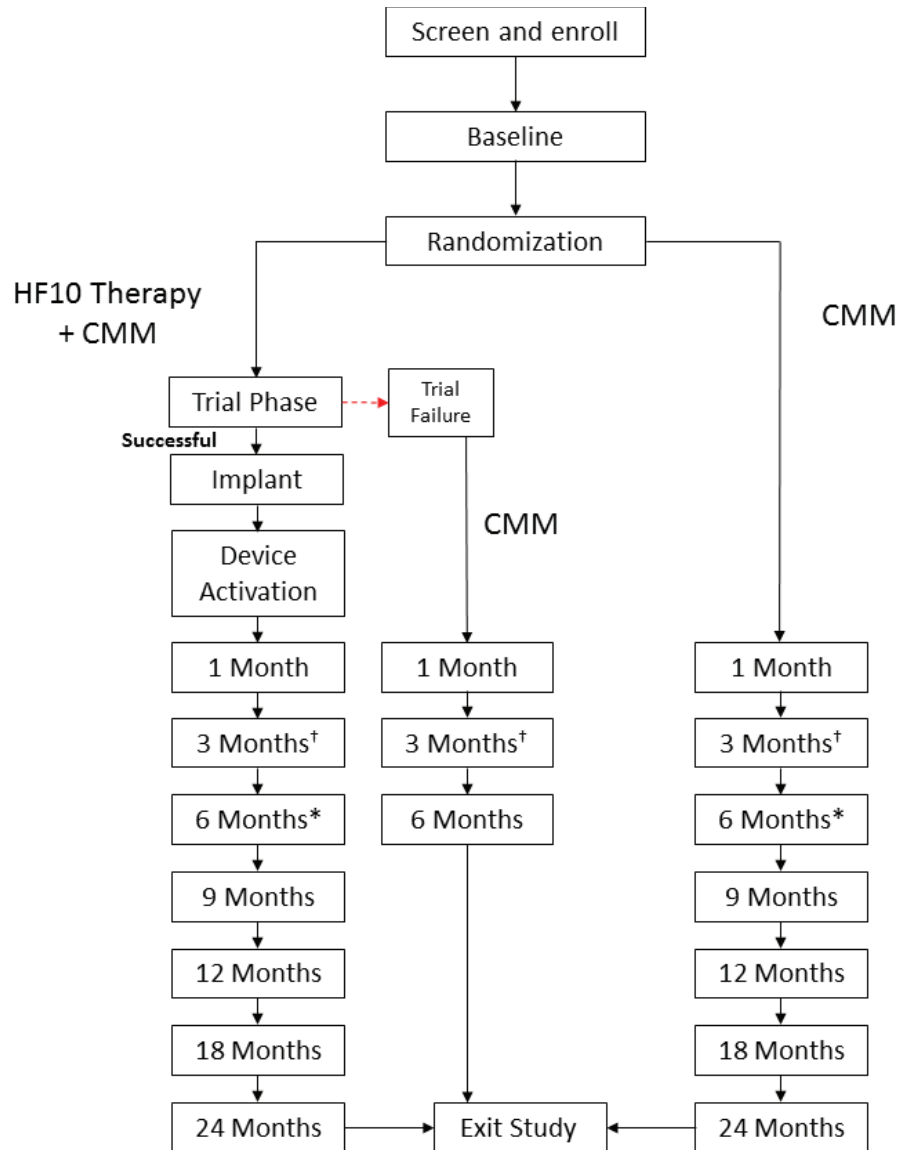 Screen and enroll
Baseline
Randomization
HF10 Therapy
+ CMM
CMM
Trial Phase
Trial
Failure
Successful
Implant
CMM
Device
Activation
1 Month
1 Month
1 Month
3 Months†
3 Months†
3 Months†
6 Months*
6 Months
6 Months*
9 Months
9 Months
12 Months
12 Months
18 Months
18 Months
24 Months
Exit Study
24 Months